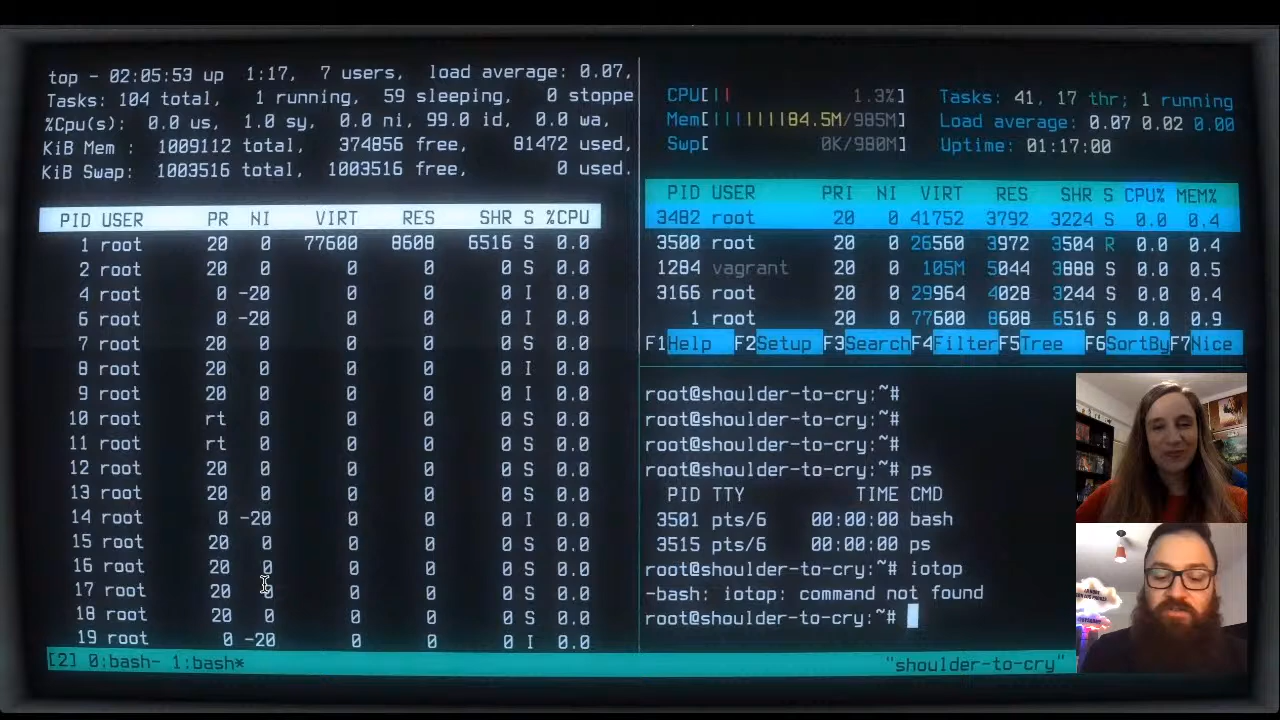 top - 02:05:53 up  1:17,  7 users,  load average: 0.07,
Tasks: 104 total,   1 running,  59 sleeping,   0 stoppe
%Cpu(s):  0.0 us,  1.0 sy,  0.0 ni, 99.0 id,  0.0 wa,
KiB Mem :  1009112 total,   374856 free,    81472 used,
KiB Swap:  1003516 total,  1003516 free,        0 used.
PID USER      PR  NI    VIRT    RES    SHR S %CPU
1 root      20   0   77600   8608   6516 S  0.0
2 root      20   0       0      0      0 S  0.0
4 root       0 -20       0      0      0 I  0.0
6 root       0 -20       0      0      0 I  0.0
7 root      20   0       0      0      0 S  0.0
8 root      20   0       0      0      0 I  0.0
9 root      20   0       0      0      0 I  0.0
10 root      rt   0       0      0      0 S  0.0
11 root      rt   0       0      0      0 S  0.0
12 root      20   0       0      0      0 S  0.0
13 root      20   0       0      0      0 S  0.0
14 root       0 -20       0      0      0 I  0.0
15 root      20   0       0      0      0 S  0.0
16 root      20   0       0      0      0 S  0.0
17 root      20   0       0      0      0 S  0.0
18 root      20   0       0      0      0 S  0.0
19 root       0 -20       0      0      0 I  0.0
CPU[||       1.3%]
Mem[|||||||||84.5M/985M]
Swp[       0K/980M]
Tasks: 41, 17 thr; 1 running
Load average: 0.07 0.02 0.00
Uptime: 01:17:00
PID USER      PRI  NI  VIRT   RES   SHR S CPU% MEM%
3482 root       20   0 41752  3792  3224 S  0.0  0.4
3500 root       20   0 26560  3972  3504 R  0.0  0.4
1284 vagrant    20   0  105M  5044  3888 S  0.0  0.5
3166 root       20   0 29964  4028  3244 S  0.0  0.4
1 root       20   0 77600  8608  6516 S  0.0  0.9
F1Help  F2Setup F3SearchF4FilterF5Tree  F6SortByF7Nice
root@shoulder-to-cry:~#
root@shoulder-to-cry:~#
root@shoulder-to-cry:~#
root@shoulder-to-cry:~# ps
PID TTY          TIME CMD
3501 pts/6    00:00:00 bash
3515 pts/6    00:00:00 ps
root@shoulder-to-cry:~# iotop
-bash: iotop: command not found
root@shoulder-to-cry:~#
[2] 0:bash- 1:bash*
"shoulder-to-cry"